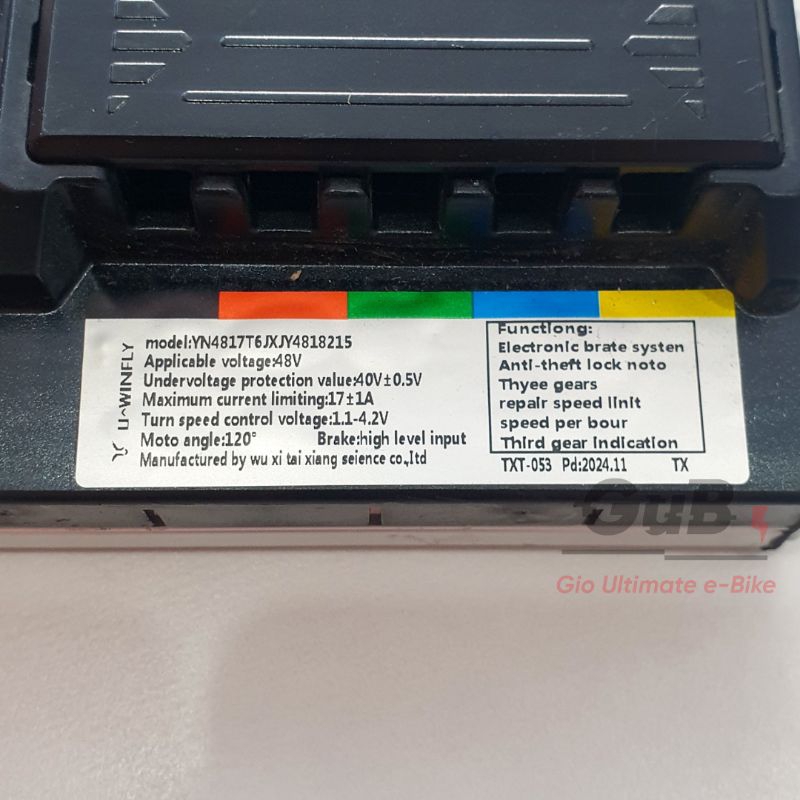 U-WINFLY
model:YN4817T6JXJY4818215
Applicable voltage:48V
Undervoltage protection value:40V±0.5V
Maximum current limiting:17±1A
Turn speed control voltage:1.1-4.2V
Moto angle:120° Brake:high level input
Manufactured by wu xi tai xiang seience co.,ltd
Functiong:
Electronic brate systen
Anti-theft lock noto
Thyee gears
repair speed linit
speed per bour
Third gear indication
TXT-053 Pd:2024.11 TX
GUB
Gio Ultimate e-Bike